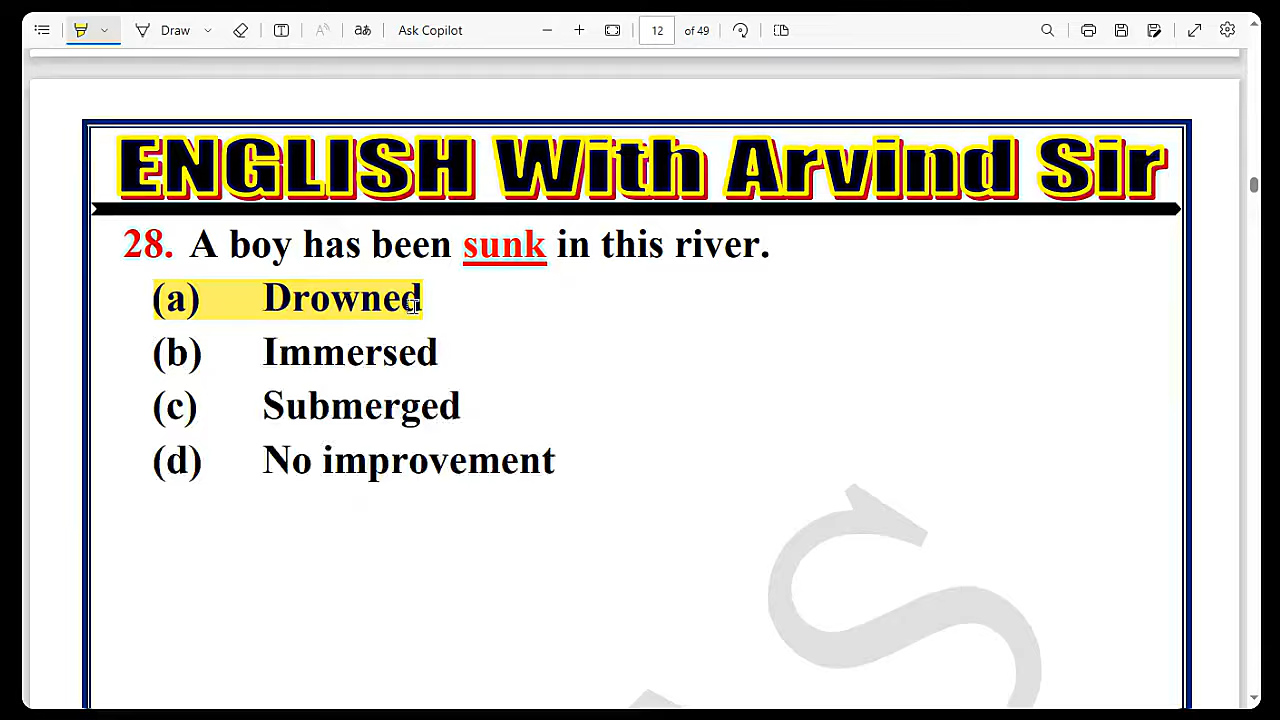 Draw
Ask Copilot
12 of 49
ENGLISH With Arvind Sir
28. A boy has been sunk in this river.
(a) Drowned
(b) Immersed
(c) Submerged
(d) No improvement
S